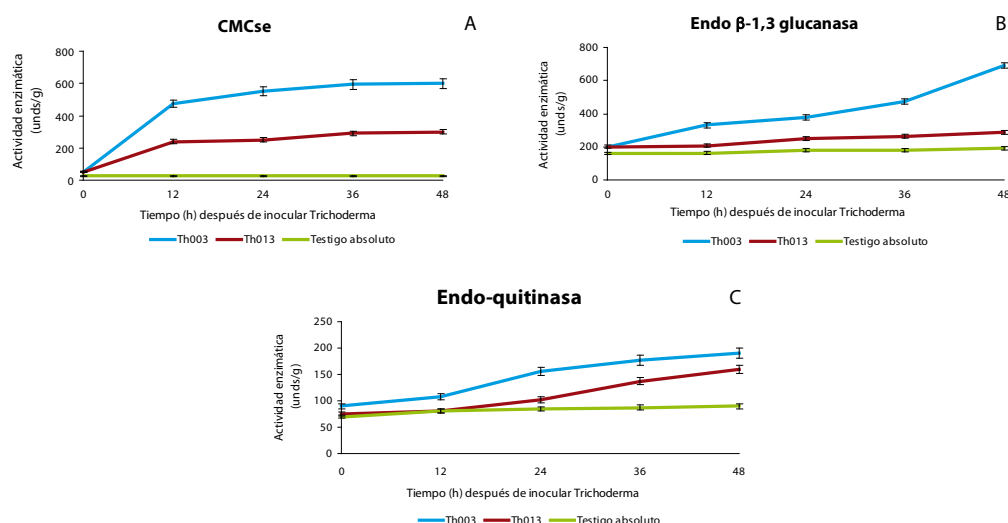 CMCse
A
Actividad enzimática
(unds/g)
800
600
400
200
0
0 12 24 36 48
Tiempo (h) después de inocular Trichoderma
Th003 Th013 Testigo absoluto
Endo β-1,3 glucanasa
B
Actividad enzimática
(unds/g)
800
600
400
200
0
0 12 24 36 48
Tiempo (h) después de inocular Trichoderma
Th003 Th013 Testigo absoluto
Endo-quitinasa
C
Actividad enzimática
(unds/g)
250
200
150
100
50
0
0 12 24 36 48
Tiempo (h) después de inocular Trichoderma
Th003 Th013 Testigo absoluto